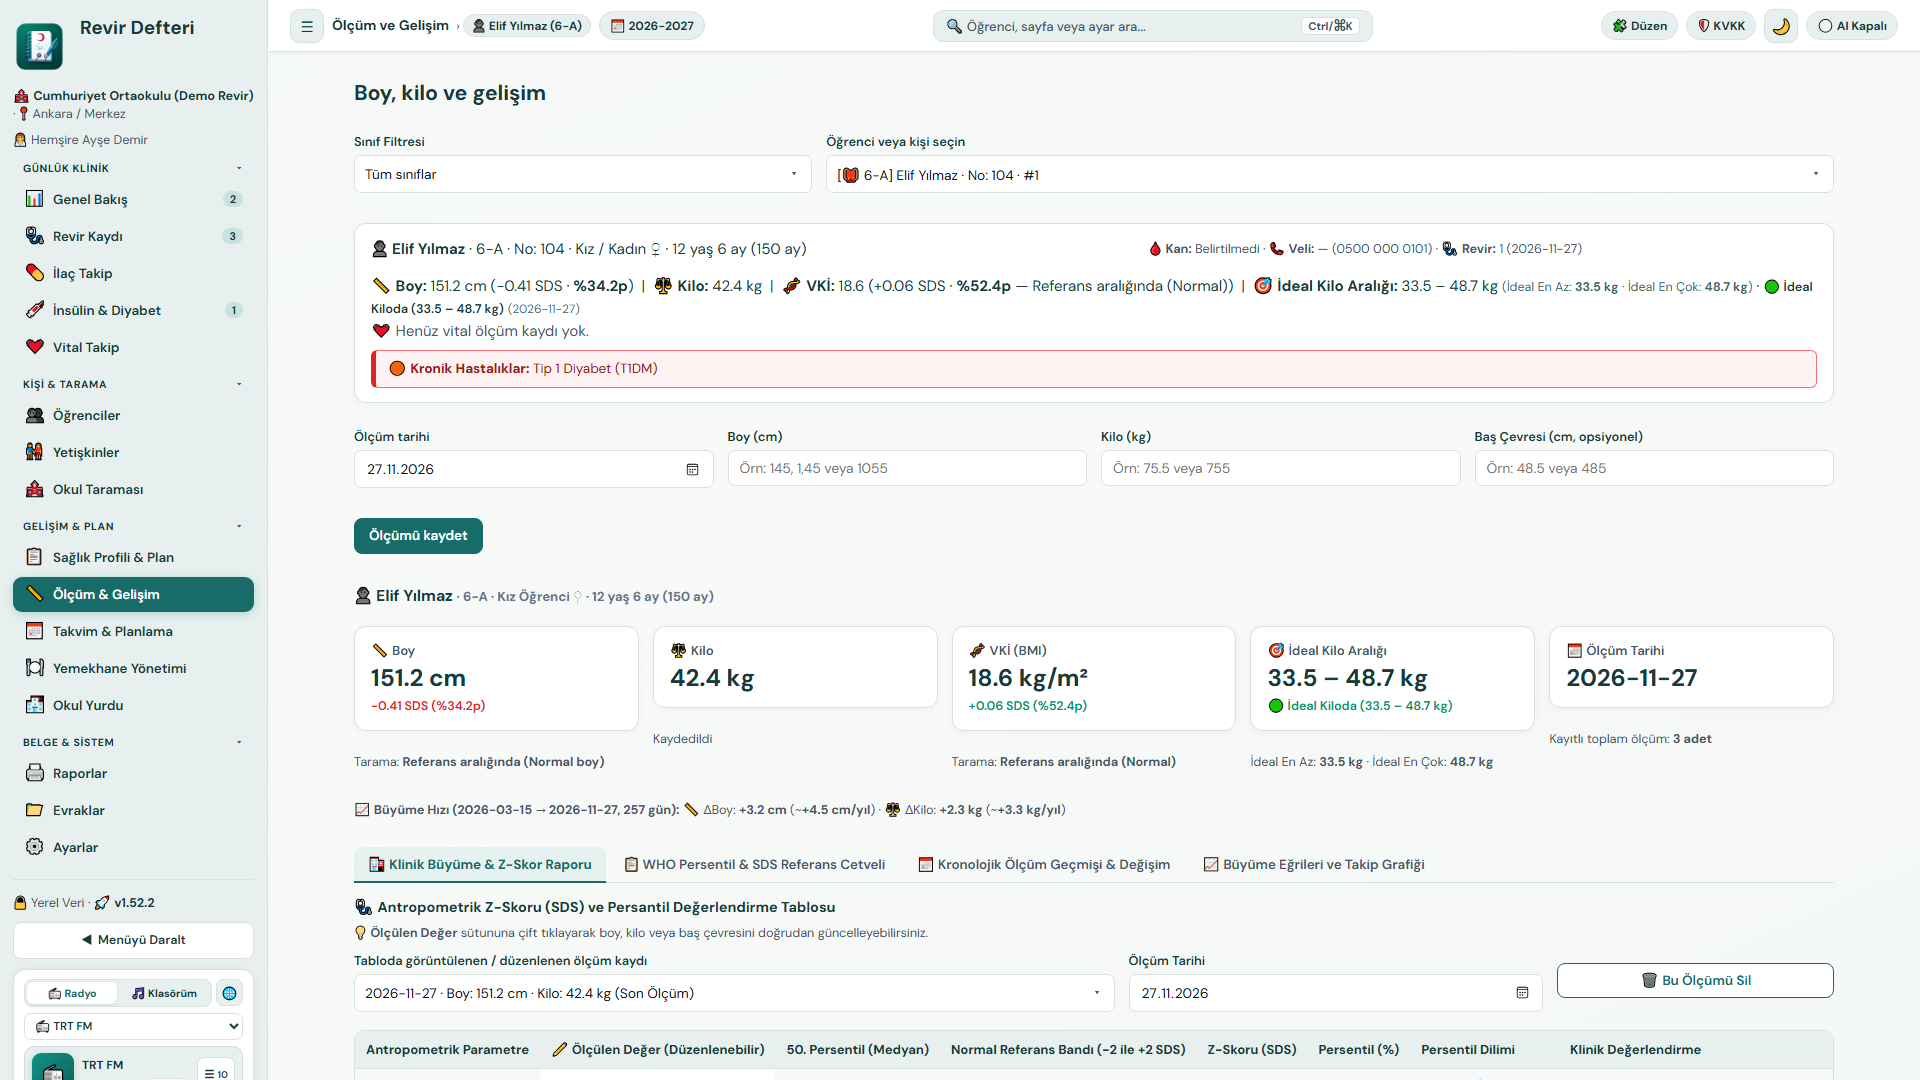 Revir Defteri
Cumhuriyet Ortaokulu (Demo Revir)
· Ankara / Merkez
Hemşire Ayşe Demir
GÜNLÜK KLİNİK
Genel Bakış 2
Revir Kaydı 3
İlaç Takip
İnsülin & Diyabet 1
Vital Takip
KİŞİ & TARAMA
Öğrenciler
Yetişkinler
Okul Taraması
GELİŞİM & PLAN
Sağlık Profili & Plan
Ölçüm & Gelişim
Takvim & Planlama
Yemekhane Yönetimi
Okul Yurdu
BELGE & SİSTEM
Raporlar
Evraklar
Ayarlar
Yerel Veri · v1.52.2
◀ Menüyü Daralt
Radyo Klasörüm
TRT FM
TRT FM
☰ 10
☰ Ölçüm ve Gelişim › Elif Yılmaz (6-A) 2026-2027
Öğrenci, sayfa veya ayar ara... Ctrl/⌘K
Düzen KVKK AI Kapalı
Boy, kilo ve gelişim
Sınıf Filtresi
Tüm sınıflar
Öğrenci veya kişi seçin
[ 6-A] Elif Yılmaz · No: 104 · #1
Elif Yılmaz · 6-A · No: 104 · Kız / Kadın ♀ · 12 yaş 6 ay (150 ay)
Kan: Belirtilmedi · Veli: — (0500 000 0101) · Revir: 1 (2026-11-27)
Boy: 151.2 cm (-0.41 SDS · %34.2p) | Kilo: 42.4 kg | VKİ: 18.6 (+0.06 SDS · %52.4p — Referans aralığında (Normal)) | İdeal Kilo Aralığı: 33.5 – 48.7 kg (İdeal En Az: 33.5 kg · İdeal En Çok: 48.7 kg) · İdeal
Kiloda (33.5 – 48.7 kg) (2026-11-27)
Henüz vital ölçüm kaydı yok.
Kronik Hastalıklar: Tip 1 Diyabet (T1DM)
Ölçüm tarihi
27.11.2026
Boy (cm)
Örn: 145, 1,45 veya 1055
Kilo (kg)
Örn: 75.5 veya 755
Baş Çevresi (cm, opsiyonel)
Örn: 48.5 veya 485
Ölçümü kaydet
Elif Yılmaz · 6-A · Kız Öğrenci ♀ · 12 yaş 6 ay (150 ay)
Boy
151.2 cm
-0.41 SDS (%34.2p)
Tarama: Referans aralığında (Normal boy)
Kilo
42.4 kg
Kaydedildi
VKİ (BMI)
18.6 kg/m²
+0.06 SDS (%52.4p)
Tarama: Referans aralığında (Normal)
İdeal Kilo Aralığı
33.5 – 48.7 kg
İdeal Kiloda (33.5 – 48.7 kg)
İdeal En Az: 33.5 kg · İdeal En Çok: 48.7 kg
Ölçüm Tarihi
2026-11-27
Kayıtlı toplam ölçüm: 3 adet
Büyüme Hızı (2026-03-15 → 2026-11-27, 257 gün): ΔBoy: +3.2 cm (~+4.5 cm/yıl) · ΔKilo: +2.3 kg (~+3.3 kg/yıl)
Klinik Büyüme & Z-Skor Raporu
WHO Persentil & SDS Referans Cetveli
Kronolojik Ölçüm Geçmişi & Değişim
Büyüme Eğrileri ve Takip Grafiği
Antropometrik Z-Skoru (SDS) ve Persantil Değerlendirme Tablosu
Ölçülen Değer sütununa çift tıklayarak boy, kilo veya baş çevresini doğrudan güncelleyebilirsiniz.
Tabloda görüntülenen / düzenlenen ölçüm kaydı
2026-11-27 · Boy: 151.2 cm · Kilo: 42.4 kg (Son Ölçüm)
Ölçüm Tarihi
27.11.2026
Bu Ölçümü Sil
Antropometrik Parametre Ölçülen Değer (Düzenlenebilir) 50. Persentil (Medyan) Normal Referans Bandı (-2 ile +2 SDS) Z-Skoru (SDS) Persentil (%) Persentil Dilimi Klinik Değerlendirme